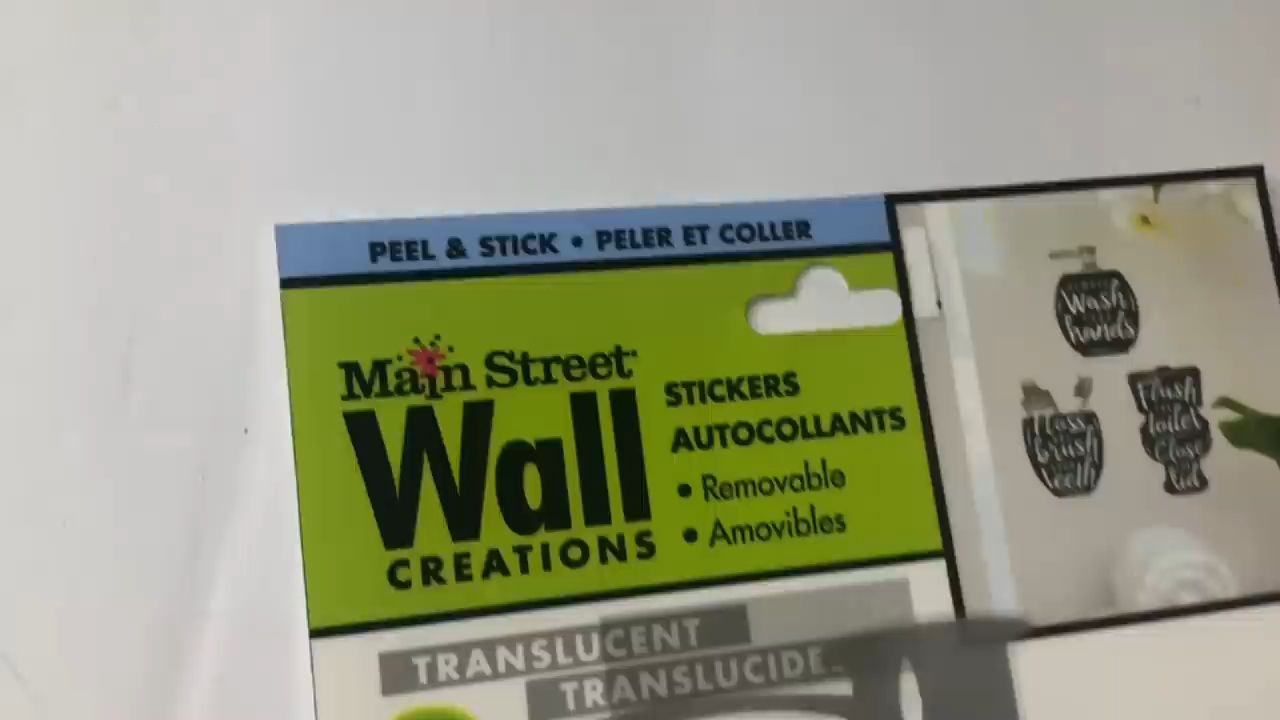 PEEL & STICK • PELER ET COLLER
Main Street
Wall
CREATIONS
STICKERS
AUTOCOLLANTS
• Removable
• Amovibles
TRANSLUCENT
TRANSLUCIDE
Wash
hands
Floss
brush
teeth
Flush
toilet
Close
lid